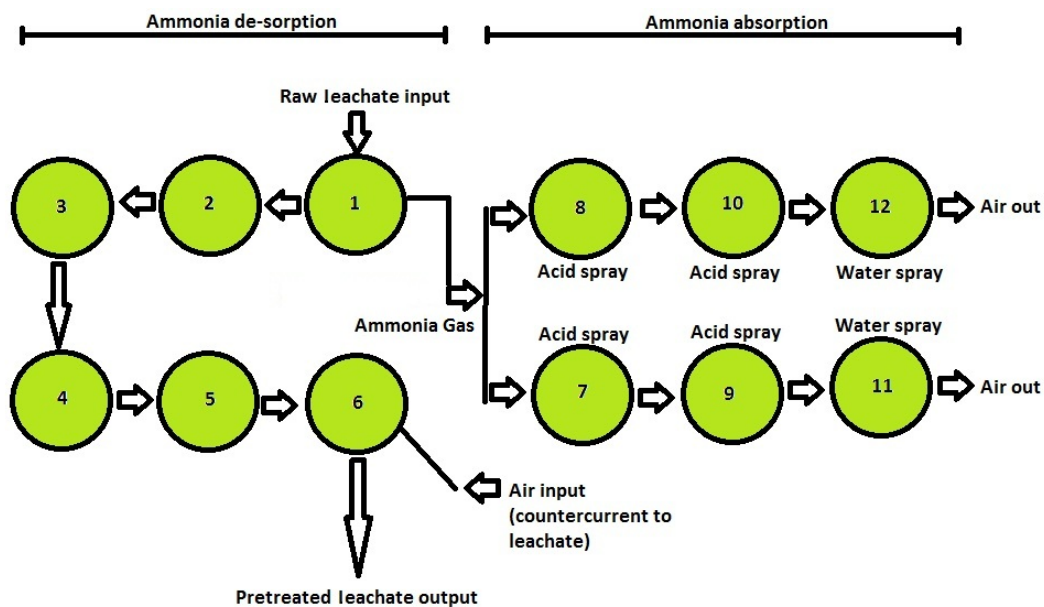 Ammonia de-sorption
Ammonia absorption
Raw leachate input
3
2
1
8
10
12
Air out
Acid spray
Acid spray
Water spray
Ammonia Gas
Acid spray
Acid spray
Water spray
4
5
6
7
9
11
Air out
Air input
(countercurrent to
leachate)
Pretreated leachate output